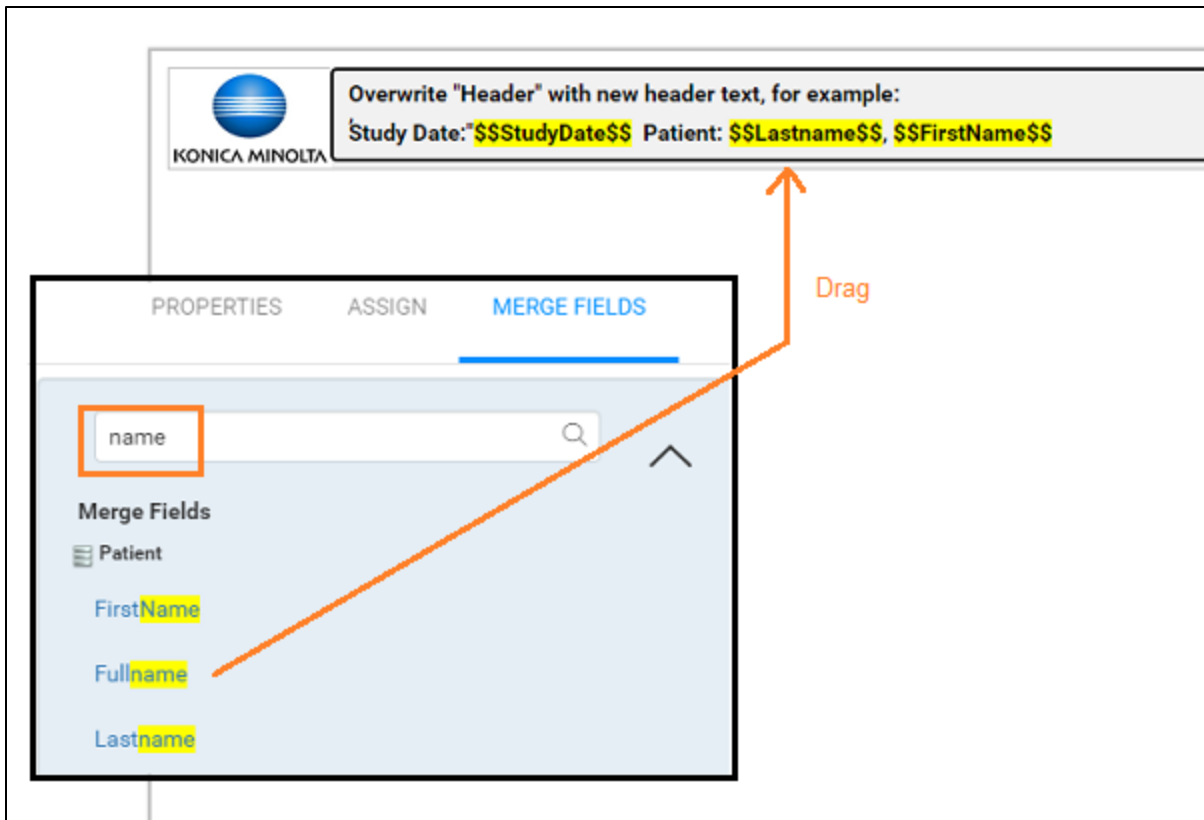 KONICA MINOLTA
Overwrite "Header" with new header text, for example:
Study Date:"$$StudyDate$$ Patient: $$Lastname$$, $$FirstName$$
Drag
PROPERTIES ASSIGN MERGE FIELDS
name
Merge Fields
Patient
FirstName
Fullname
Lastname